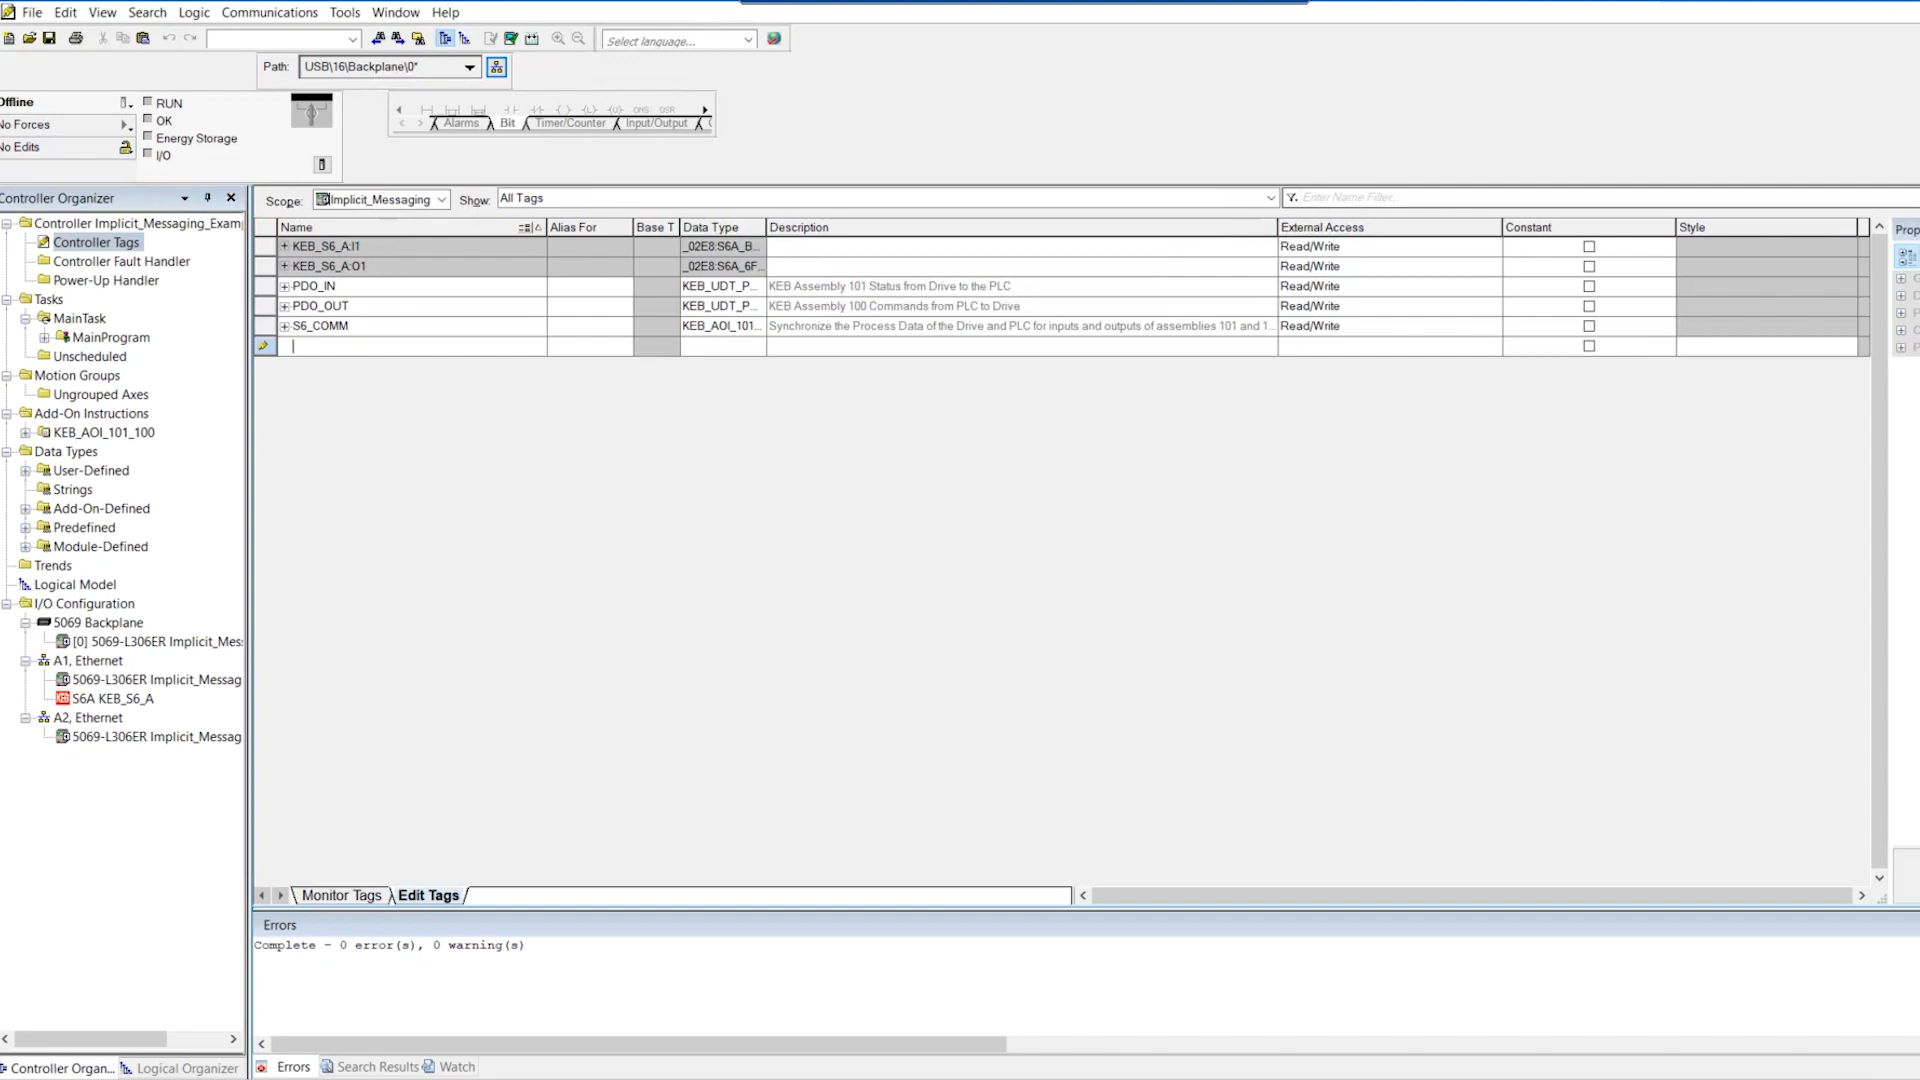 File Edit View Search Logic Communications Tools Window Help
Select language...
Path: USB\16\Backplane\0*
Offline RUN
No Forces OK
Energy Storage
No Edits I/O
Alarms Bit Timer/Counter Input/Output
Controller Organizer
Scope: Implicit_Messaging Show: All Tags Enter Name Filter...
Name Alias For Base T Data Type Description External Access Constant Style
KEB_S6_A:I1 _02E8:S6A_B... Read/Write
KEB_S6_A:O1 _02E8:S6A_6F... Read/Write
PDO_IN KEB_UDT_P... KEB Assembly 101 Status from Drive to the PLC Read/Write
PDO_OUT KEB_UDT_P... KEB Assembly 100 Commands from PLC to Drive Read/Write
S6_COMM KEB_AOI_101... Synchronize the Process Data of the Drive and PLC for inputs and outputs of assemblies 101 and 1... Read/Write
Prop
Controller Implicit_Messaging_Exam
Controller Tags
Controller Fault Handler
Power-Up Handler
Tasks
MainTask
MainProgram
Unscheduled
Motion Groups
Ungrouped Axes
Add-On Instructions
KEB_AOI_101_100
Data Types
User-Defined
Strings
Add-On-Defined
Predefined
Module-Defined
Trends
Logical Model
I/O Configuration
5069 Backplane
[0] 5069-L306ER Implicit_Mes
A1, Ethernet
5069-L306ER Implicit_Messag
S6A KEB_S6_A
A2, Ethernet
5069-L306ER Implicit_Messag
Monitor Tags Edit Tags
Errors
Complete - 0 error(s), 0 warning(s)
Controller Organ... Logical Organizer
Errors Search Results Watch